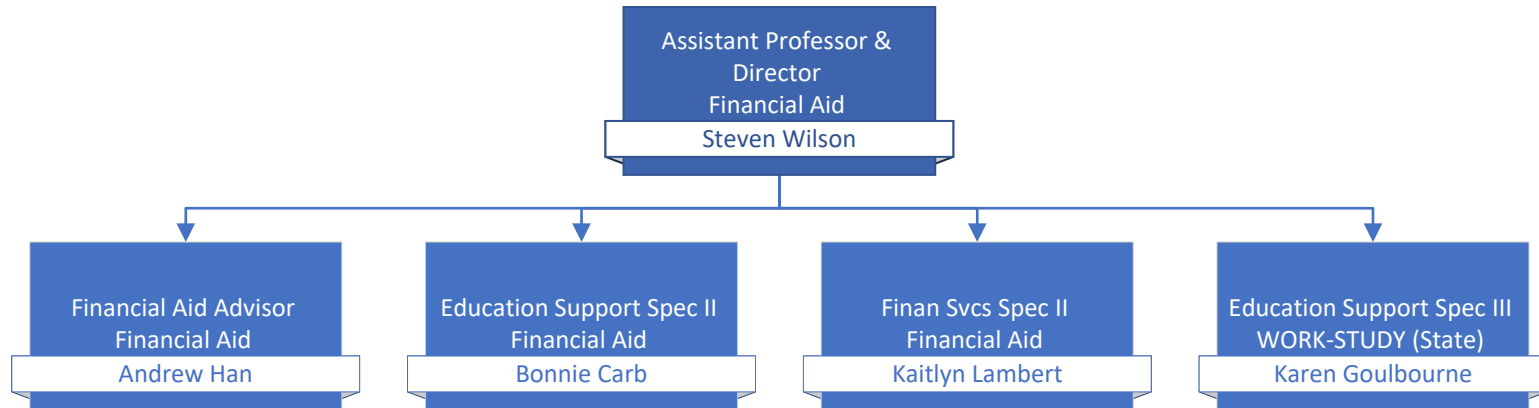 Assistant Professor &
Director
Financial Aid
Steven Wilson
Financial Aid Advisor
Financial Aid
Andrew Han
Education Support Spec II
Financial Aid
Bonnie Carb
Finan Svcs Spec II
Financial Aid
Kaitlyn Lambert
Education Support Spec III
WORK-STUDY (State)
Karen Goulbourne